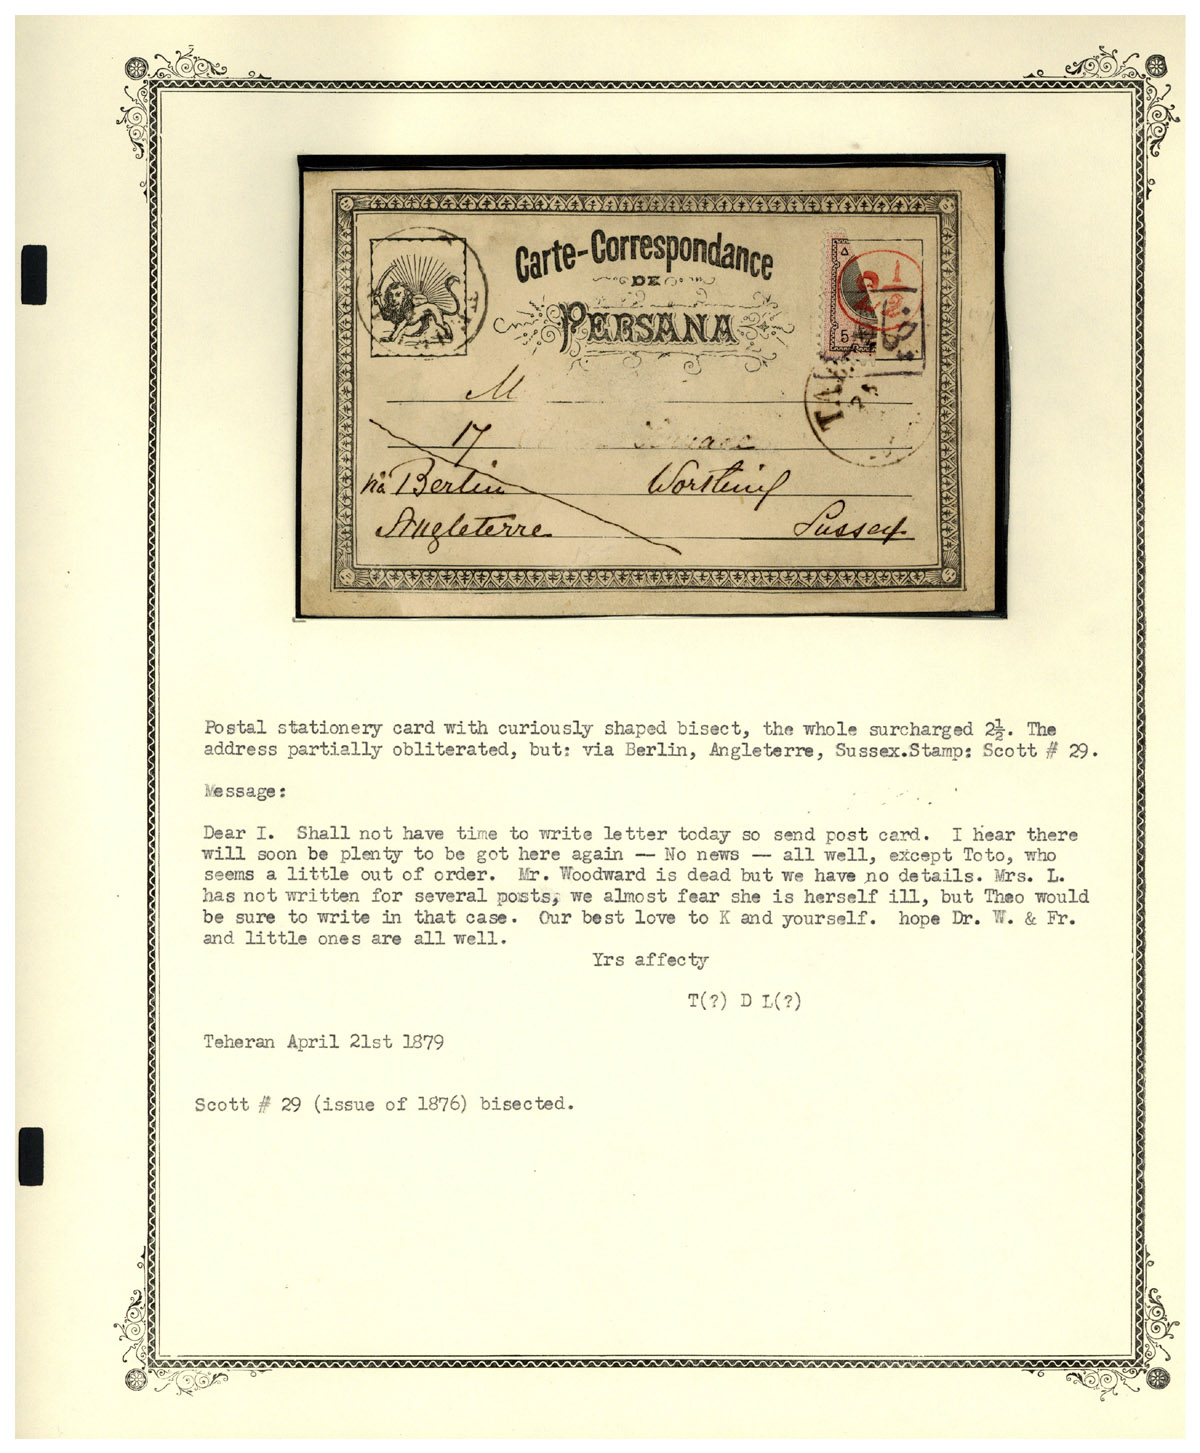 Carte-Correspondance
DE
PERSANA
2 1/2
5
TA
M
17
via Berlin Worthing
Angleterre Sussex
Postal stationery card with curiously shaped bisect, the whole surcharged 2½. The
address partially obliterated, but: via Berlin, Angleterre, Sussex.Stamp: Scott # 29.
Message:
Dear I. Shall not have time to write letter today so send post card. I hear there
will soon be plenty to be got here again — No news — all well, except Toto, who
seems a little out of order. Mr. Woodward is dead but we have no details. Mrs. L.
has not written for several posts, we almost fear she is herself ill, but Theo would
be sure to write in that case. Our best love to K and yourself. hope Dr. W. & Fr.
and little ones are all well.
Yrs affecty
T(?) D L(?)
Teheran April 21st 1879
Scott # 29 (issue of 1876) bisected.